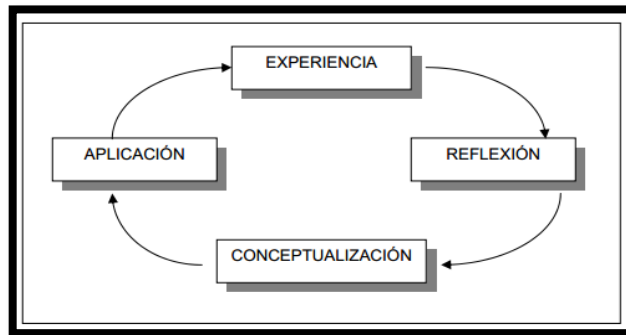 EXPERIENCIA
APLICACIÓN
REFLEXIÓN
CONCEPTUALIZACIÓN